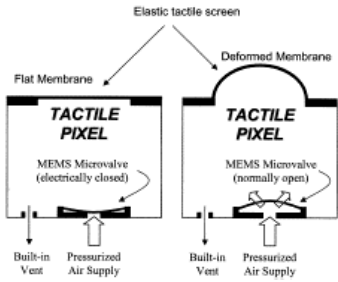 Elastic tactile screen
Flat Membrane
Deformed Membrane
TACTILE
PIXEL
MEMS Microvalve
(electrically closed)
Built-in
Vent
Pressurized
Air Supply
TACTILE
PIXEL
MEMS Microvalve
(normally open)
Built-in
Vent
Pressurized
Air Supply